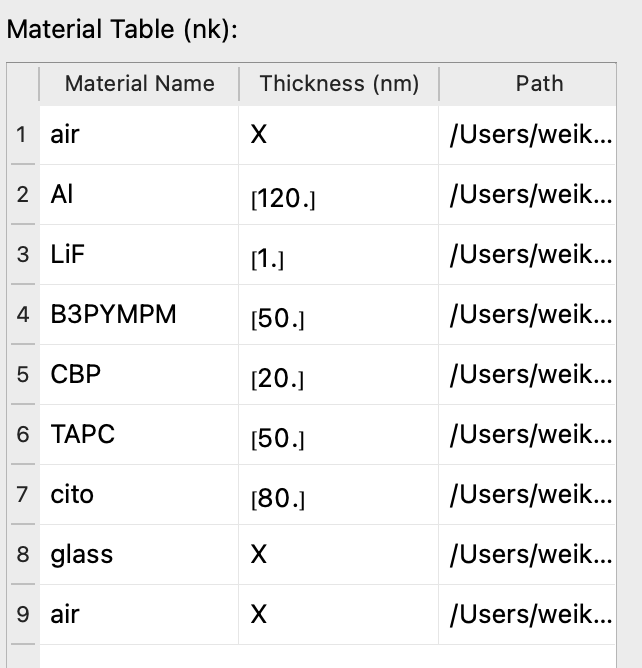 Material Table (nk):
Material Name Thickness (nm) Path
1 air X /Users/weik...
2 Al [120.] /Users/weik...
3 LiF [1.] /Users/weik...
4 B3PYMPM [50.] /Users/weik...
5 CBP [20.] /Users/weik...
6 TAPC [50.] /Users/weik...
7 cito [80.] /Users/weik...
8 glass X /Users/weik...
9 air X /Users/weik...